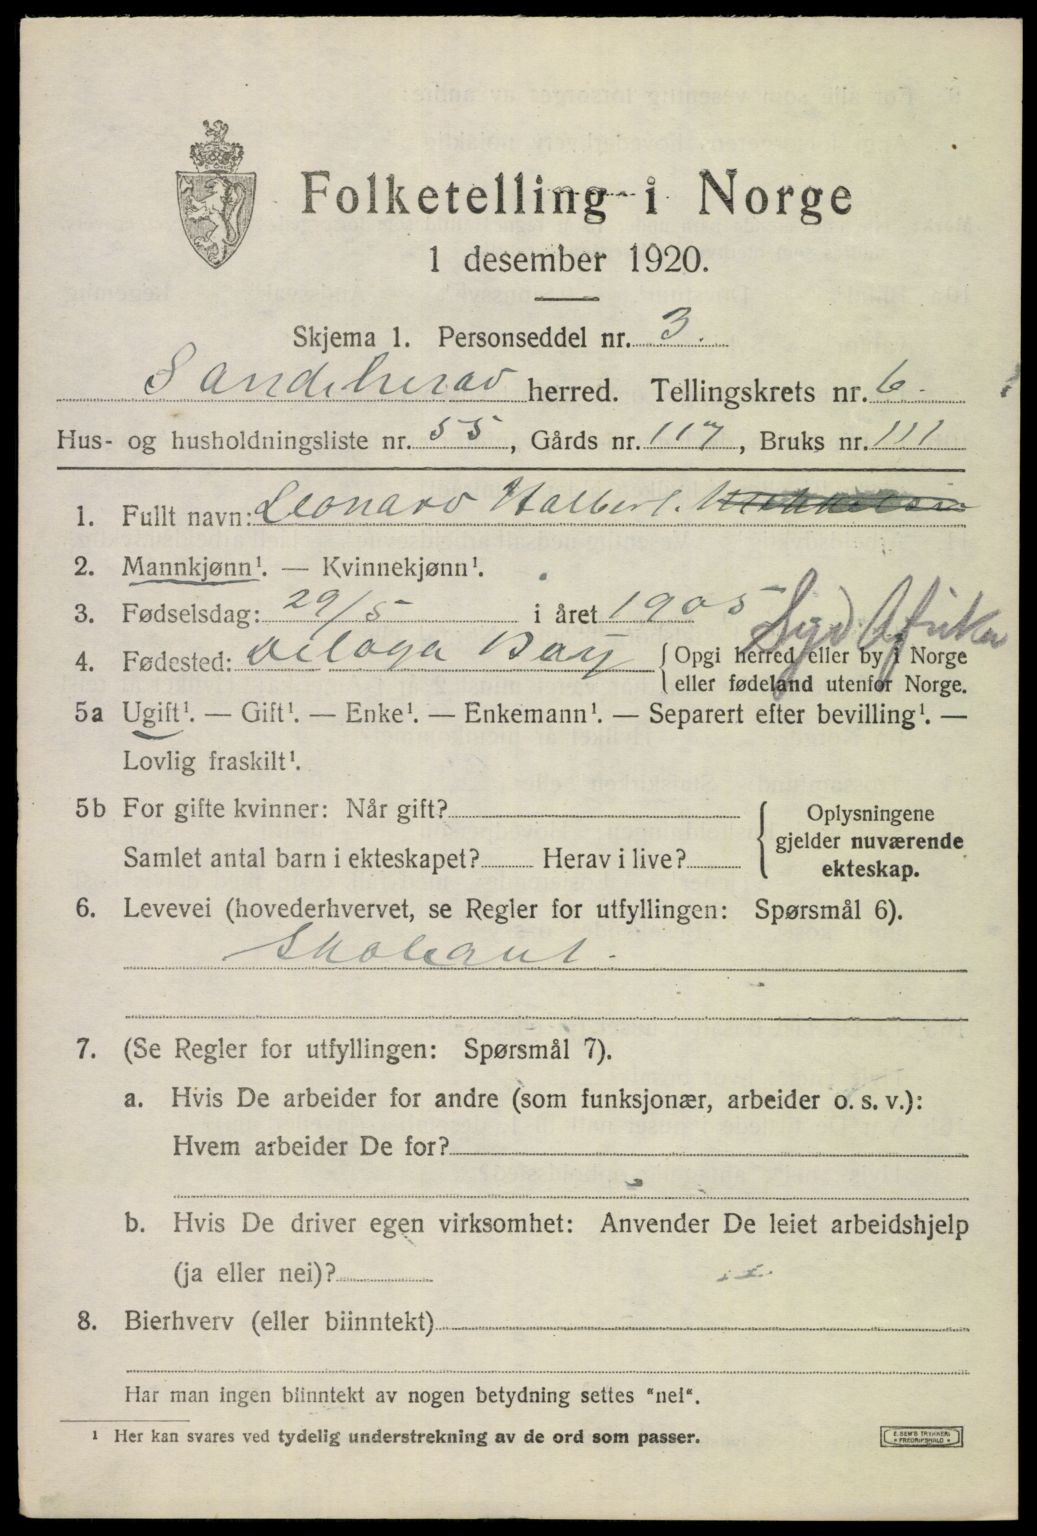 Folketelling i Norge
1 desember 1920.
Skjema 1. Personseddel nr. 3.
Sandeherad herred. Tellingskrets nr. 6.
Hus- og husholdningsliste nr. 55, Gårds nr. 117, Bruks nr. 111
1. Fullt navn: Leonard Halbert.
2. Mannkjønn¹. — Kvinnekjønn¹.
3. Fødselsdag: 29/5 i året 1905
Syd Afrika
4. Fødested: Delaga Bay { Opgi herred eller by i Norge
eller fødeland utenfor Norge.
5a Ugift¹. — Gift¹. — Enke¹. — Enkemann¹. — Separert efter bevilling¹. —
Lovlig fraskilt¹.
5b For gifte kvinner: Når gift?
Samlet antal barn i ekteskapet? Herav i live?
{ Oplysningene
gjelder nuværende
ekteskap.
6. Levevei (hovederhvervet, se Regler for utfyllingen: Spørsmål 6).
Skolegut.
7. (Se Regler for utfyllingen: Spørsmål 7).
a. Hvis De arbeider for andre (som funksjonær, arbeider o. s. v.):
Hvem arbeider De for?
b. Hvis De driver egen virksomhet: Anvender De leiet arbeidshjelp
(ja eller nei)?
8. Bierhverv (eller biinntekt)
Har man ingen biinntekt av nogen betydning settes "nei".
¹ Her kan svares ved tydelig understrekning av de ord som passer.
E. SEM'S TRYKKERI
• FREDRIKSHALD •